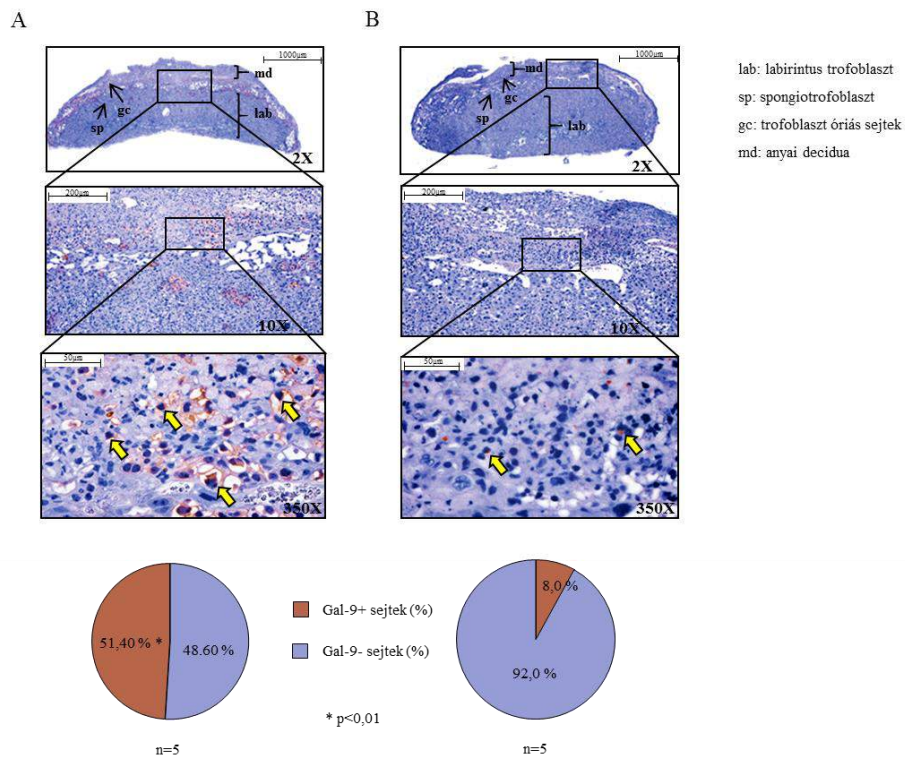 A
B
1000µm
md
gc
sp
lab
2X
1000µm
md
gc
sp
lab
2X
lab: labirintus trofoblaszt
sp: spongiotrofoblaszt
gc: trofoblaszt óriás sejtek
md: anyai decidua
200µm
10X
200µm
10X
50µm
350X
50µm
350X
51,40 % *
48.60 %
Gal-9+ sejtek (%)
Gal-9- sejtek (%)
* p<0,01
8,0 %
92,0 %
n=5
n=5